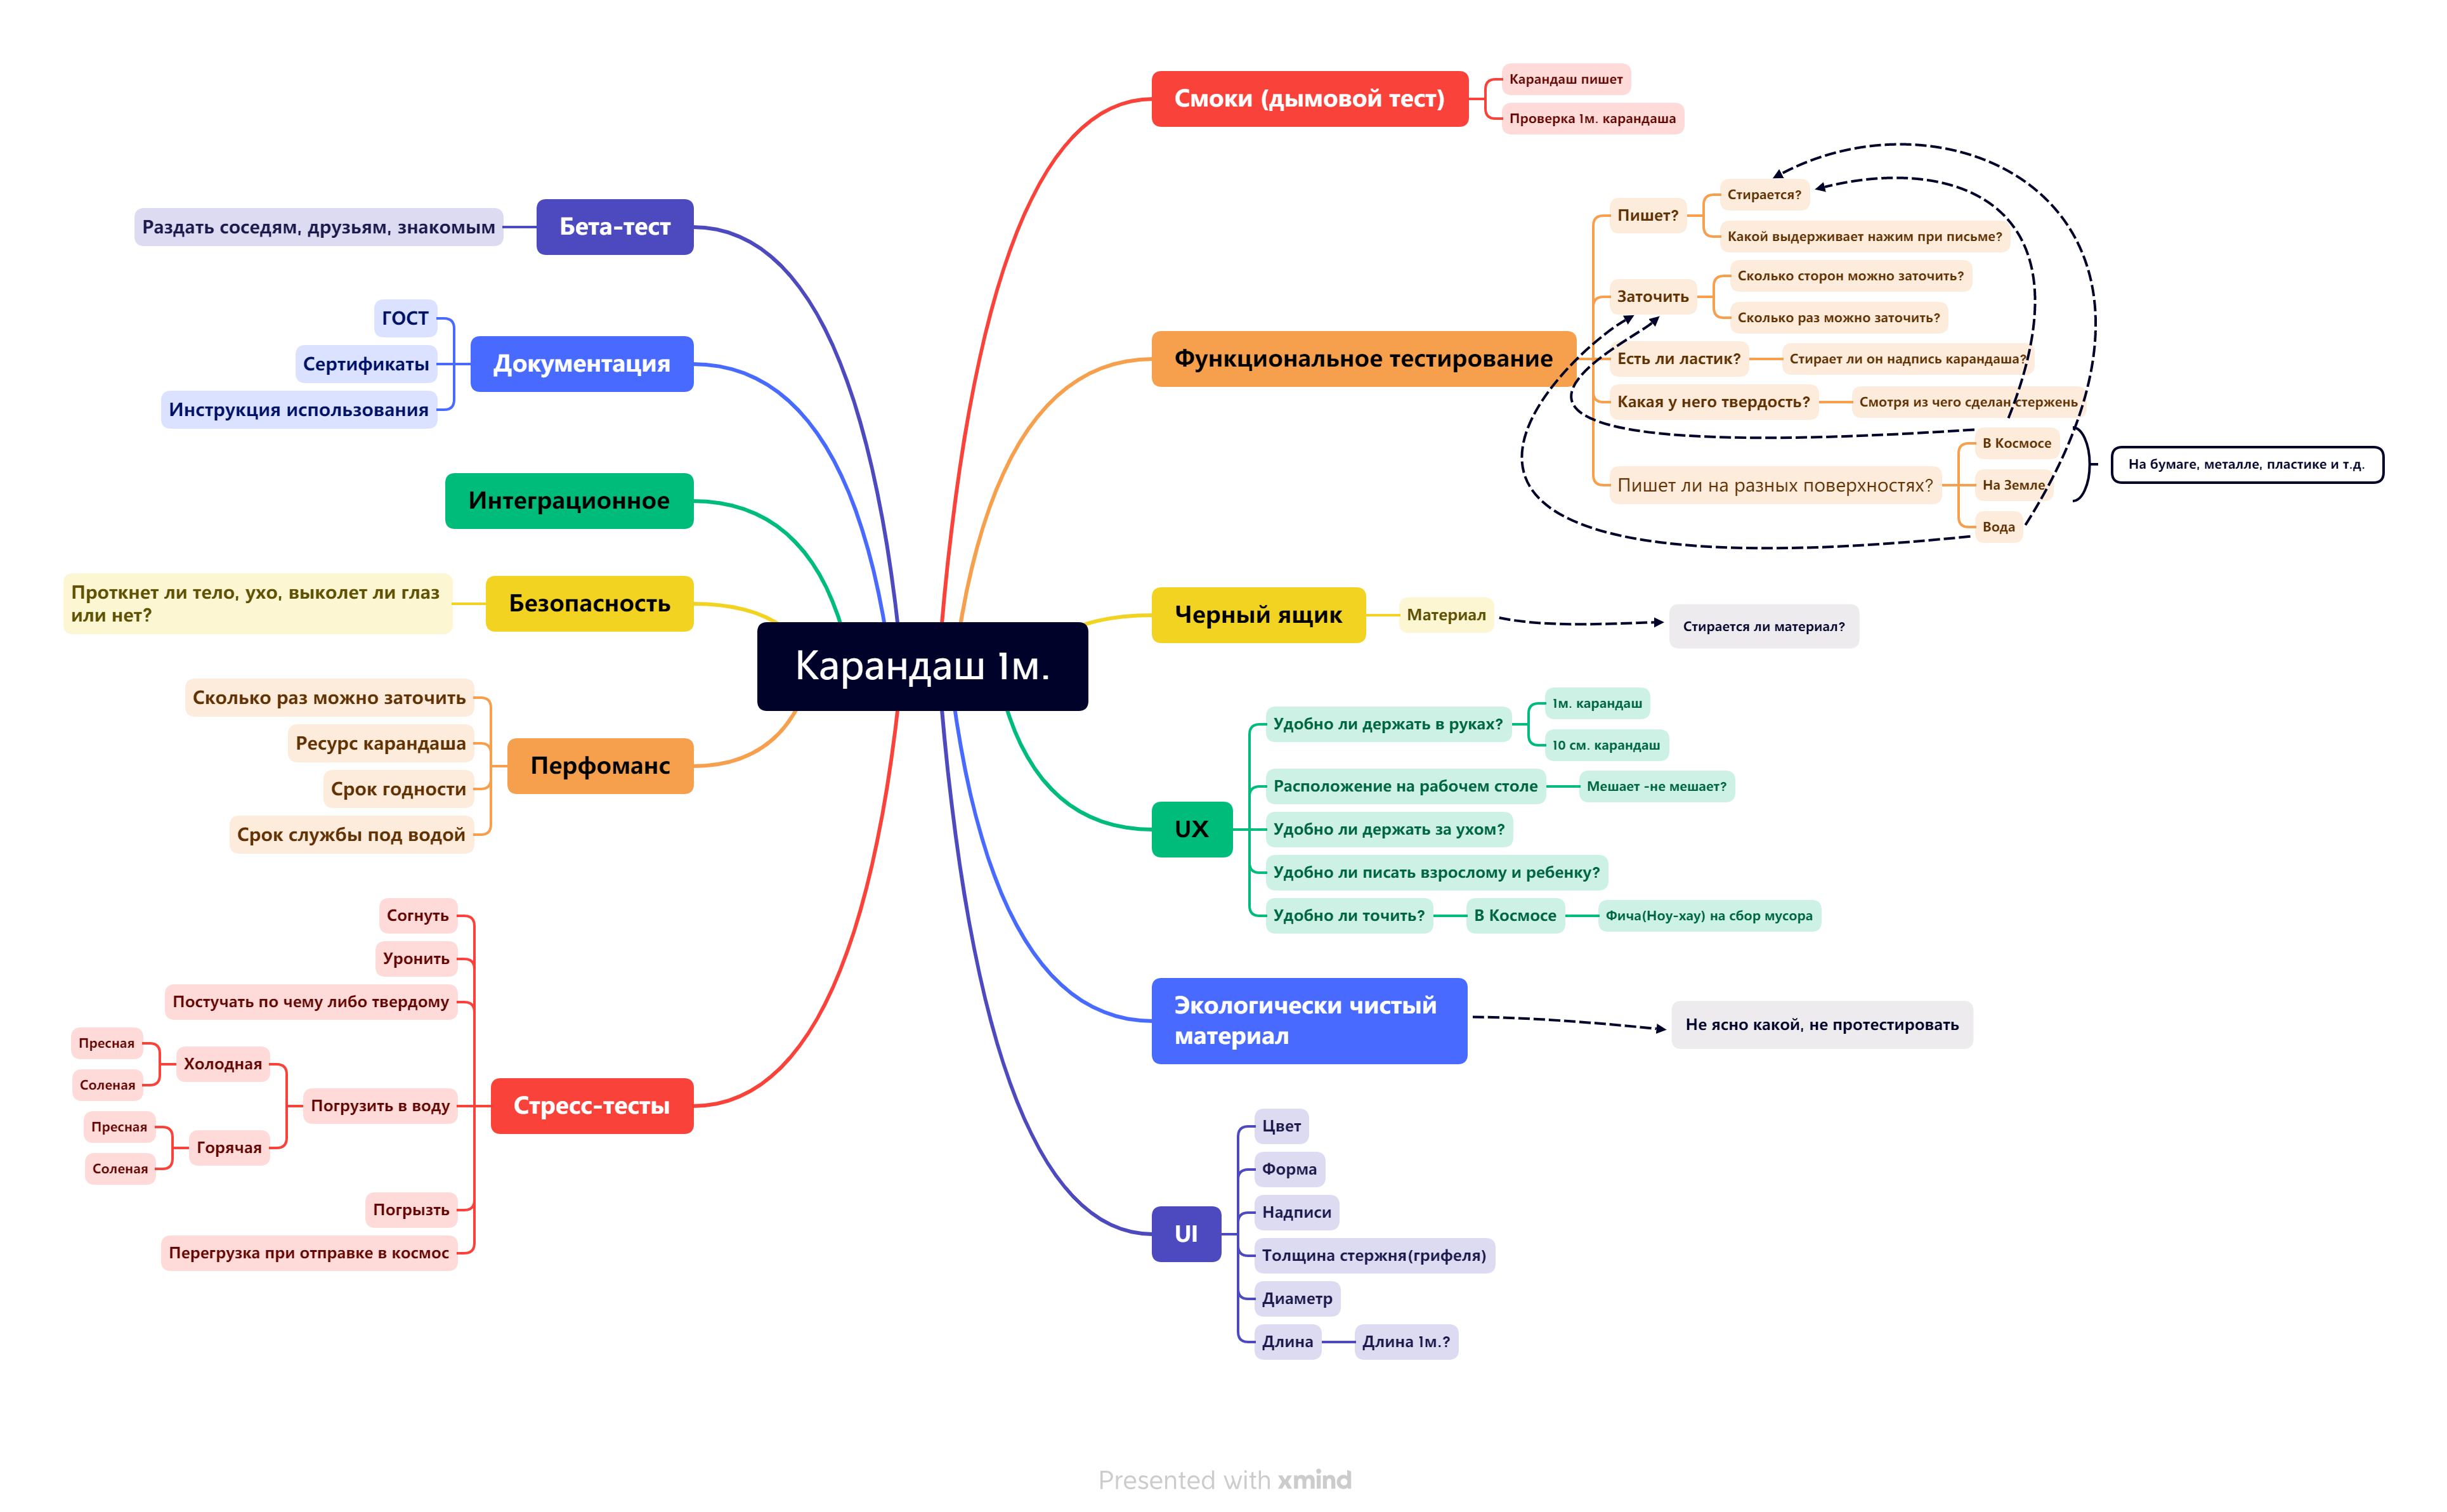 Карандаш 1м.
Смоки (дымовой тест)
Карандаш пишет
Проверка 1м. карандаша
Функциональное тестирование
Пишет?
Стирается?
Какой выдерживает нажим при письме?
Заточить
Сколько сторон можно заточить?
Сколько раз можно заточить?
Есть ли ластик?
Стирает ли он надпись карандаша?
Какая у него твердость?
Смотря из чего сделан стержень
Пишет ли на разных поверхностях?
В Космосе
На Земле
Вода
На бумаге, металле, пластике и т.д.
Черный ящик
Материал
Стирается ли материал?
UX
Удобно ли держать в руках?
1м. карандаш
10 см. карандаш
Расположение на рабочем столе
Мешает -не мешает?
Удобно ли держать за ухом?
Удобно ли писать взрослому и ребенку?
Удобно ли точить?
В Космосе
Фича(Ноу-хау) на сбор мусора
Экологически чистый
материал
Не ясно какой, не протестировать
UI
Цвет
Форма
Надписи
Толщина стержня(грифеля)
Диаметр
Длина
Длина 1м.?
Бета-тест
Раздать соседям, друзьям, знакомым
Документация
ГОСТ
Сертификаты
Инструкция использования
Интеграционное
Безопасность
Проткнет ли тело, ухо, выколет ли глаз
или нет?
Перфоманс
Сколько раз можно заточить
Ресурс карандаша
Срок годности
Срок службы под водой
Стресс-тесты
Согнуть
Уронить
Постучать по чему либо твердому
Погрузить в воду
Холодная
Пресная
Соленая
Горячая
Пресная
Соленая
Погрызть
Перегрузка при отправке в космос
Presented with xmind